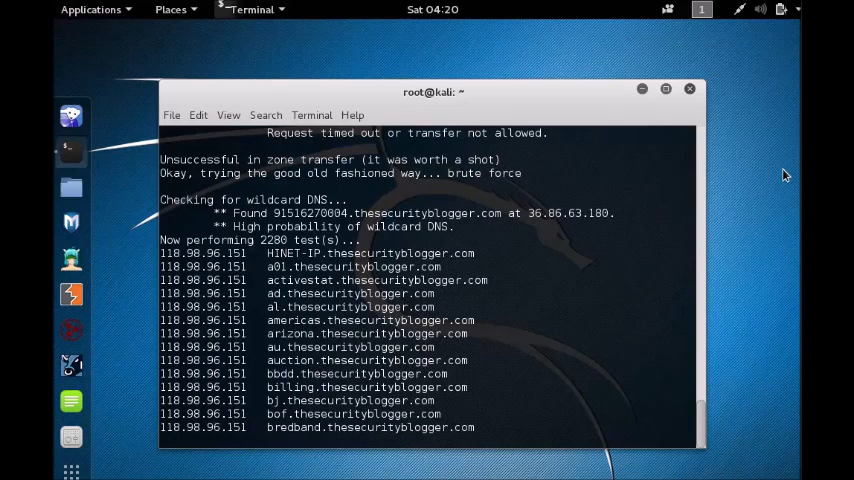 Applications Places Terminal Sat 04:20 1
root@kali: ~
File Edit View Search Terminal Help
Request timed out or transfer not allowed.
Unsuccessful in zone transfer (it was worth a shot)
Okay, trying the good old fashioned way... brute force
Checking for wildcard DNS...
** Found 91516270004.thesecurityblogger.com at 36.86.63.180.
** High probability of wildcard DNS.
Now performing 2280 test(s)...
118.98.96.151 HINET-IP.thesecurityblogger.com
118.98.96.151 a01.thesecurityblogger.com
118.98.96.151 activestat.thesecurityblogger.com
118.98.96.151 ad.thesecurityblogger.com
118.98.96.151 al.thesecurityblogger.com
118.98.96.151 americas.thesecurityblogger.com
118.98.96.151 arizona.thesecurityblogger.com
118.98.96.151 au.thesecurityblogger.com
118.98.96.151 auction.thesecurityblogger.com
118.98.96.151 bbdd.thesecurityblogger.com
118.98.96.151 billing.thesecurityblogger.com
118.98.96.151 bj.thesecurityblogger.com
118.98.96.151 bof.thesecurityblogger.com
118.98.96.151 bredband.thesecurityblogger.com